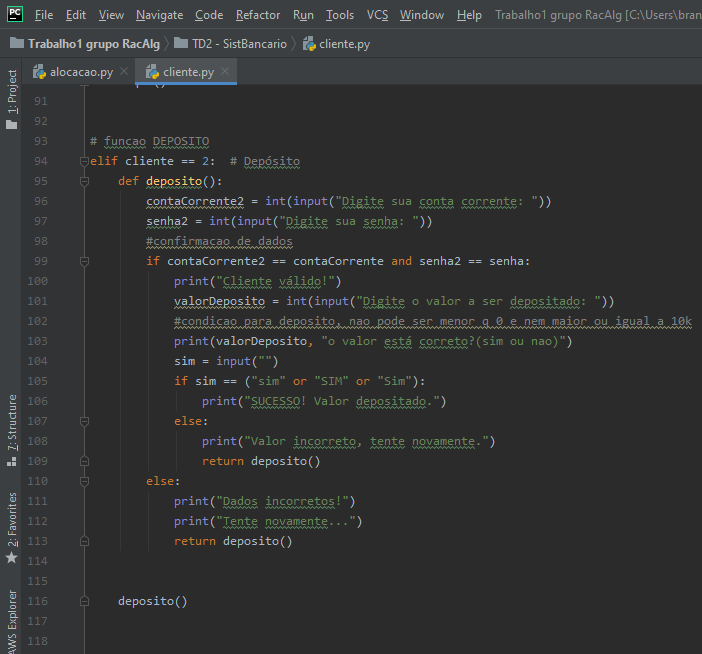 PC File Edit View Navigate Code Refactor Run Tools VCS Window Help Trabalho1 grupo RacAlg [C:\Users\bran
Trabalho1 grupo RacAlg TD2 - SistBancario cliente.py
1: Project
alocacao.py cliente.py
91
92
93 # funcao DEPOSITO
94 elif cliente == 2:  # Depósito
95     def deposito():
96         contaCorrente2 = int(input("Digite sua conta corrente: "))
97         senha2 = int(input("Digite sua senha: "))
98         #confirmacao de dados
99         if contaCorrente2 == contaCorrente and senha2 == senha:
100             print("Cliente válido!")
101             valorDeposito = int(input("Digite o valor a ser depositado: "))
102             #condicao para deposito, nao pode ser menor q 0 e nem maior ou igual a 10k
103             print(valorDeposito, "o valor está correto?(sim ou nao)")
104             sim = input("")
105             if sim == ("sim" or "SIM" or "Sim"):
106                 print("SUCESSO! Valor depositado.")
107             else:
108                 print("Valor incorreto, tente novamente.")
109                 return deposito()
110         else:
111             print("Dados incorretos!")
112             print("Tente novamente...")
113             return deposito()
114
115
116     deposito()
117
118
7: Structure
2: Favorites
AWS Explorer